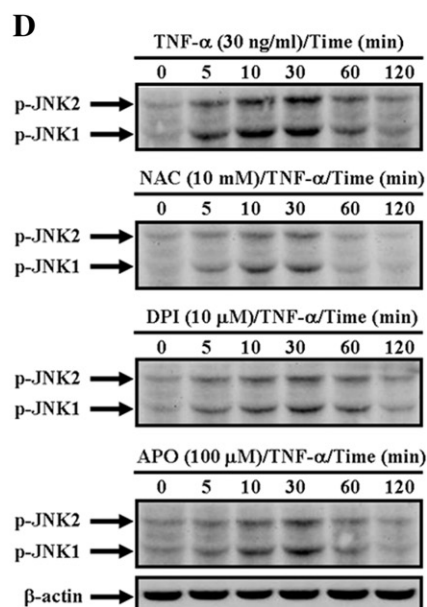 D
TNF-α (30 ng/ml)/Time (min)
0 5 10 30 60 120
p-JNK2
p-JNK1
NAC (10 mM)/TNF-α/Time (min)
0 5 10 30 60 120
p-JNK2
p-JNK1
DPI (10 μM)/TNF-α/Time (min)
0 5 10 30 60 120
p-JNK2
p-JNK1
APO (100 μM)/TNF-α/Time (min)
0 5 10 30 60 120
p-JNK2
p-JNK1
β-actin